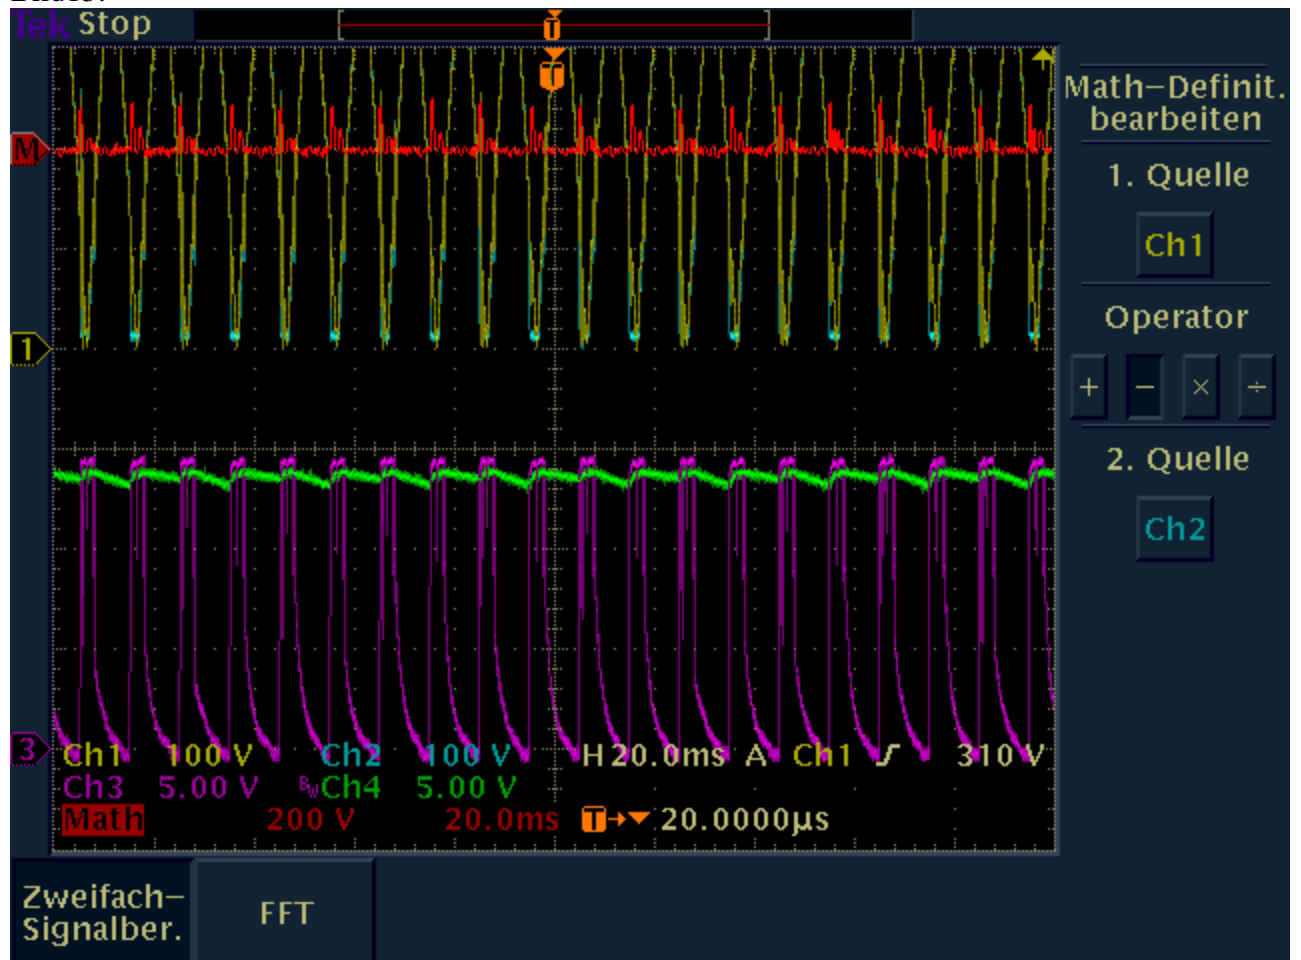 Tek Stop
T
T
Math-Definit.
bearbeiten
M
1. Quelle
Ch1
Operator
1
+ - × ÷
2. Quelle
Ch2
3
Ch1 100 V Ch2 100 V H 20.0ms A Ch1 310 V
Ch3 5.00 V BW Ch4 5.00 V
Math 200 V 20.0ms T→▼ 20.0000µs
Zweifach-
Signalber.
FFT